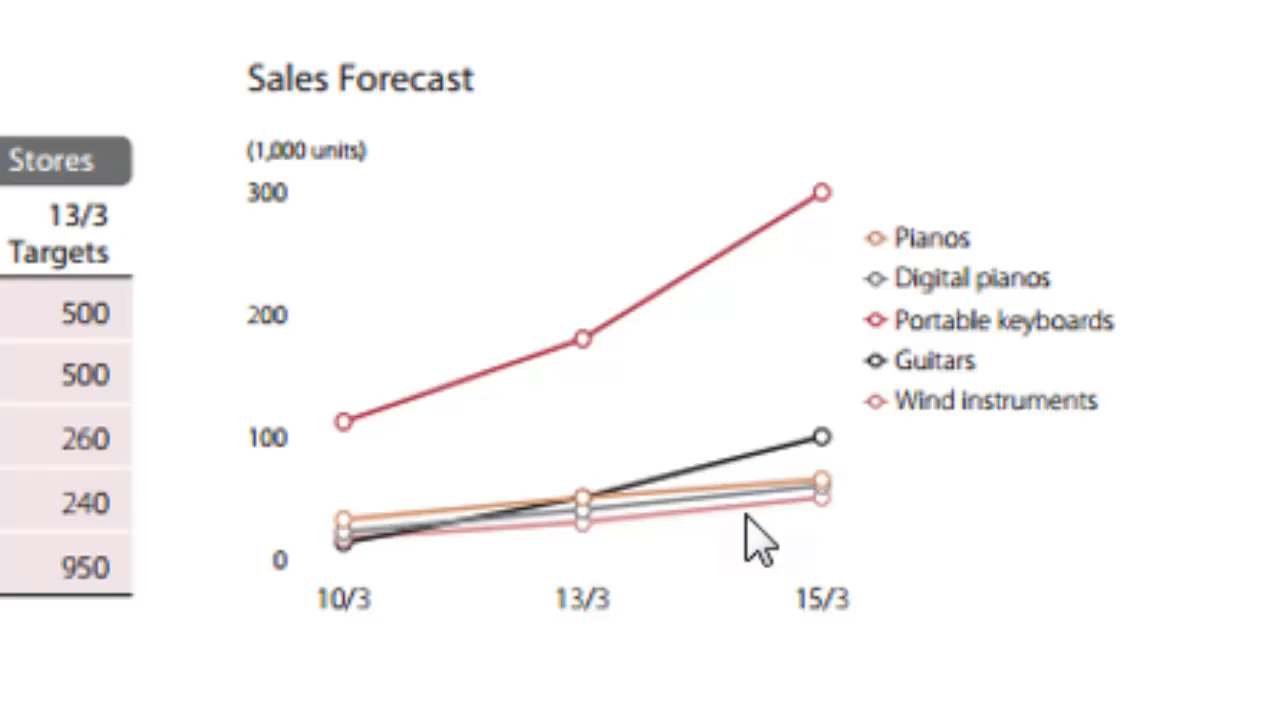 Stores
13/3
Targets
500
500
260
240
950
Sales Forecast
(1,000 units)
300
200
100
0
10/3
13/3
15/3
Pianos
Digital pianos
Portable keyboards
Guitars
Wind instruments